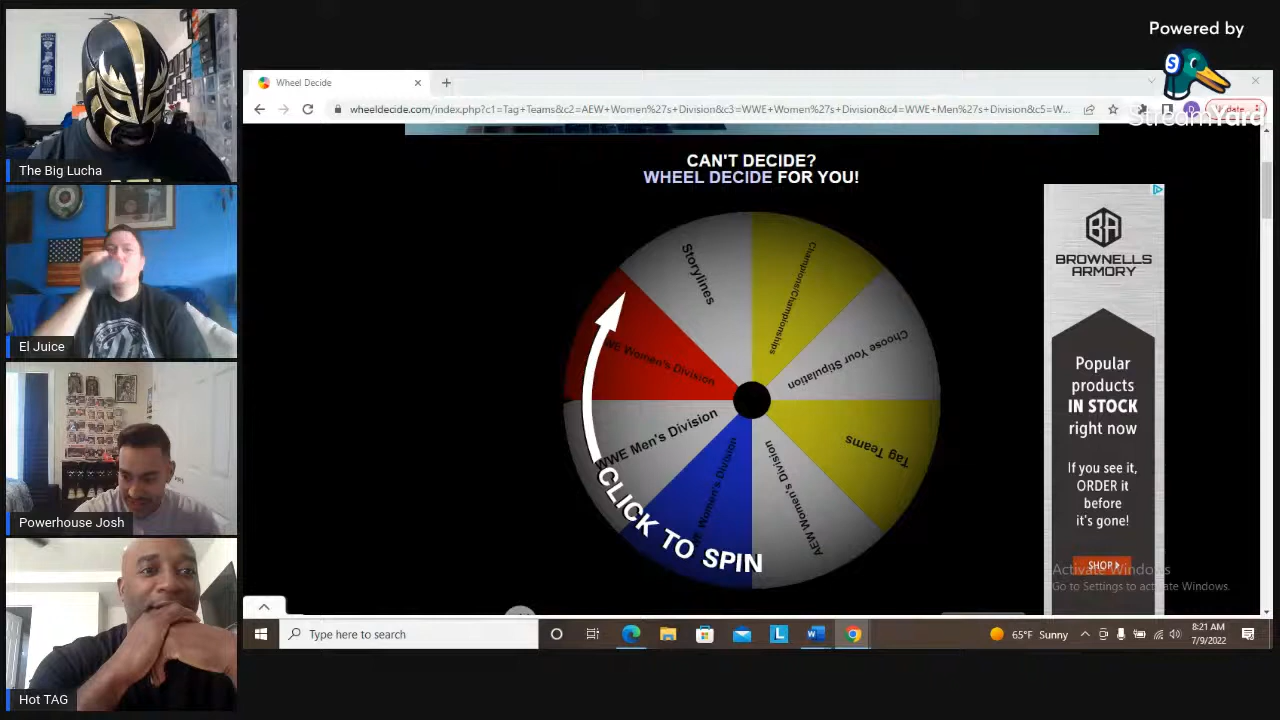 Powered by
StreamYard
The Big Lucha
El Juice
Powerhouse Josh
Hot TAG
Wheel Decide
wheeldecide.com/index.php?c1=Tag+Teams&c2=AEW+Women%27s+Division&c3=WWE+Women%27s+Division&c4=WWE+Men%27s+Division&c5=W...
CAN'T DECIDE?
WHEEL DECIDE FOR YOU!
Storylines
Champions/Championships
Choose Your Stipulation
Tag Teams
AEW Women's Division
Women's Division
WWE Men's Division
Women's Division
CLICK TO SPIN
BA
BROWNELLS
ARMORY
Popular
products
IN STOCK
right now
If you see it,
ORDER it
before
it's gone!
SHOP
Activate Windows
Go to Settings to activate Windows.
Type here to search
65°F Sunny
8:21 AM
7/9/2022